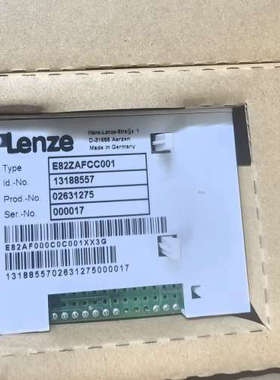 Lenze
Hans-Lenze-Straße 1
D-31855 Aerzen
Made in Germany
Type E82ZAFCC001
Id.-No. 13188557
Prod.-No. 02631275
Ser.-No. 000017
E82AF000C0C001XX3G
131885570263127500017